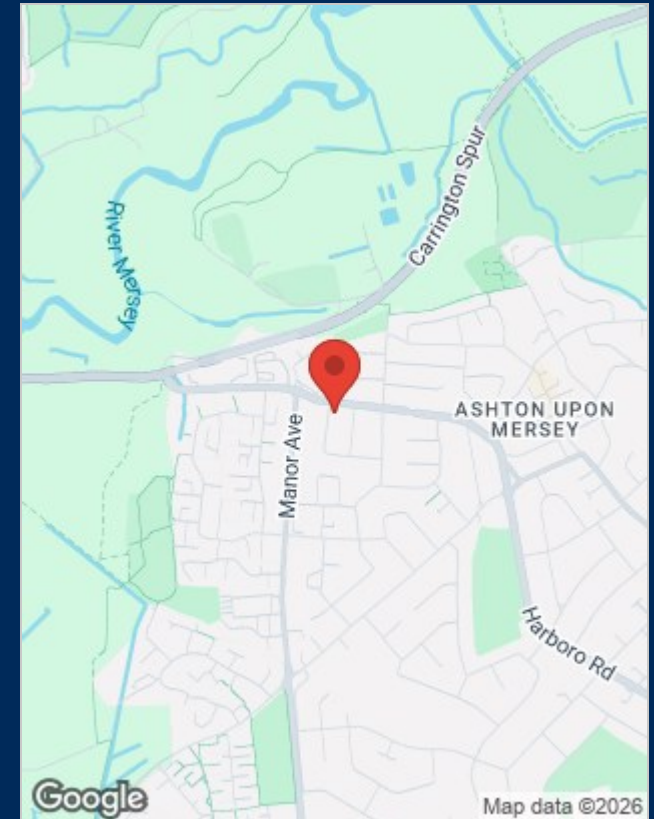 Carrington Spur
River Mersey
ASHTON UPON
MERSEY
Manor Ave
Harboro Rd
Google
Map data ©2026